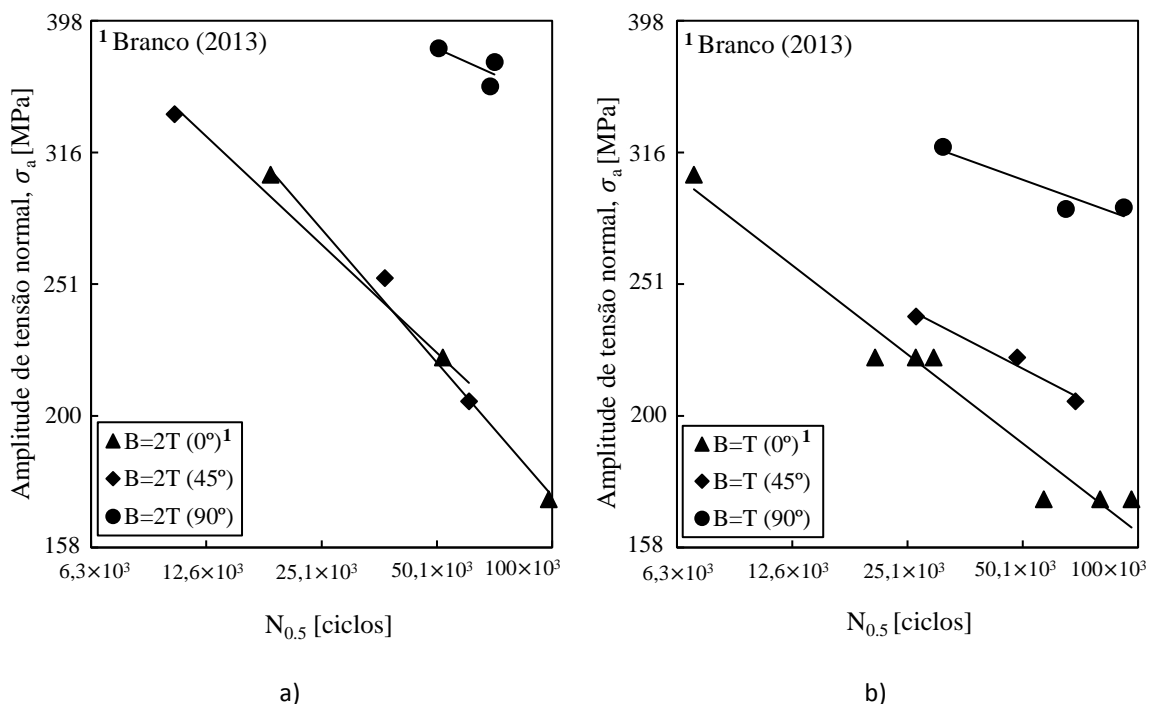 398
¹ Branco (2013)
316
251
200
158
Amplitude de tensão normal, σa [MPa]
B=2T (0º)¹
B=2T (45º)
B=2T (90º)
6,3×10³ 12,6×10³ 25,1×10³ 50,1×10³ 100×10³
N0.5 [ciclos]
a)
398
¹ Branco (2013)
316
251
200
158
Amplitude de tensão normal, σa [MPa]
B=T (0º)¹
B=T (45º)
B=T (90º)
6,3×10³ 12,6×10³ 25,1×10³ 50,1×10³ 100×10³
N0.5 [ciclos]
b)